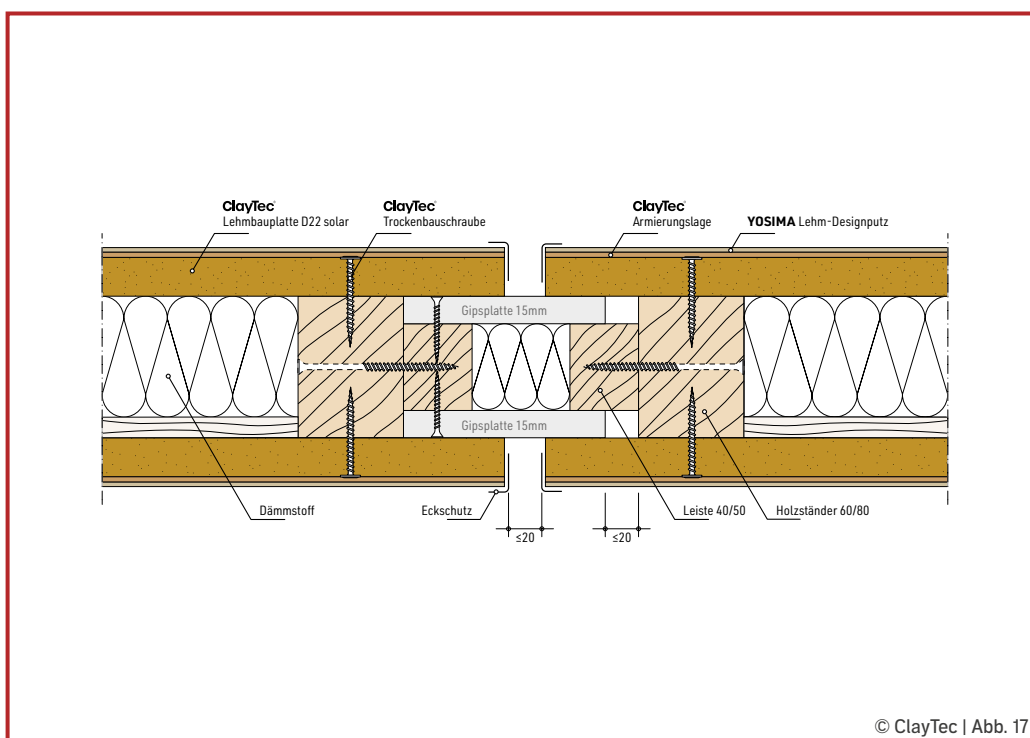 ClayTec
Lehmbauplatte D22 solar
ClayTec
Trockenbauschraube
ClayTec
Armierungslage
YOSIMA Lehm-Designputz
Gipsplatte 15mm
Gipsplatte 15mm
Dämmstoff
Eckschutz
≤20
≤20
Leiste 40/50
Holzständer 60/80
© ClayTec | Abb. 17